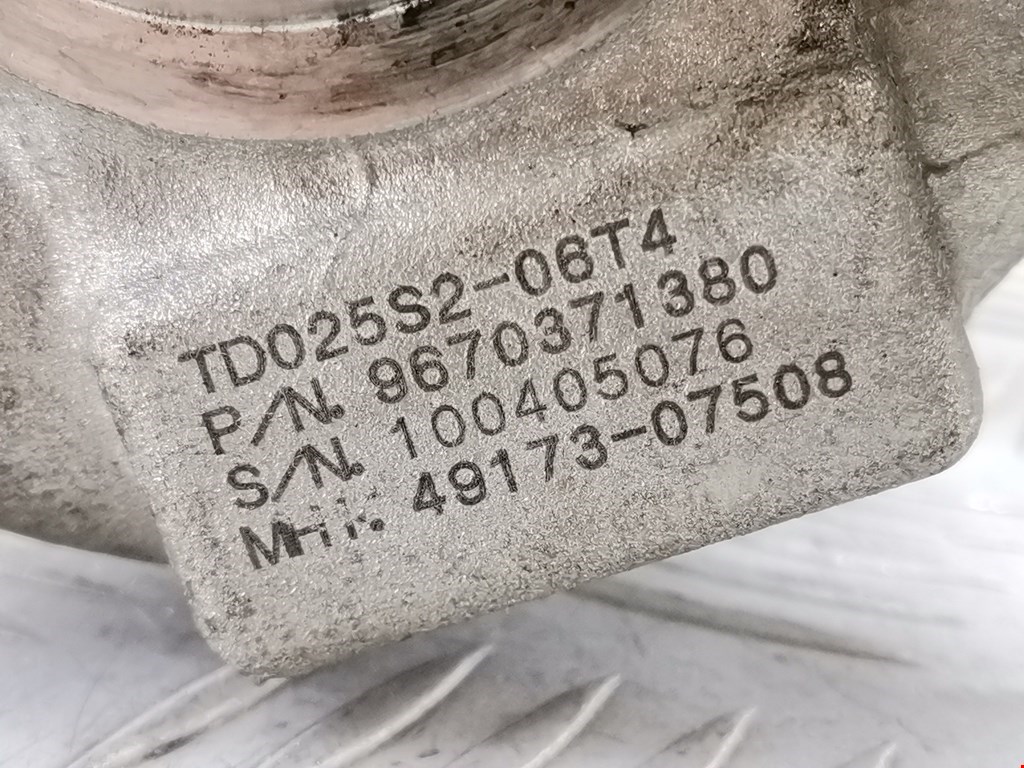 TD025S2-06T4
P/N. 9670371380
S/N. 100405076
49173-07508